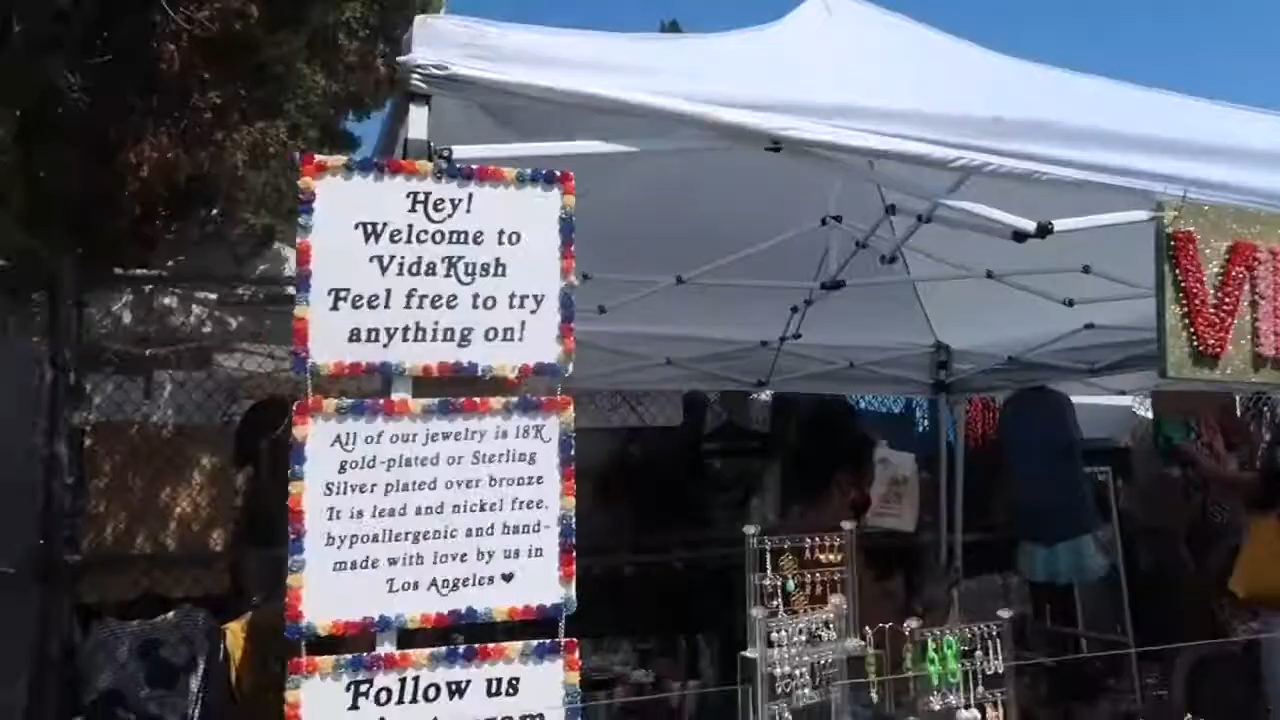 Hey!
Welcome to
VidaKush
Feel free to try
anything on!
All of our jewelry is 18K
gold-plated or Sterling
Silver plated over bronze
It is lead and nickel free,
hypoallergenic and hand-
made with love by us in
Los Angeles ♥
Follow us
VI